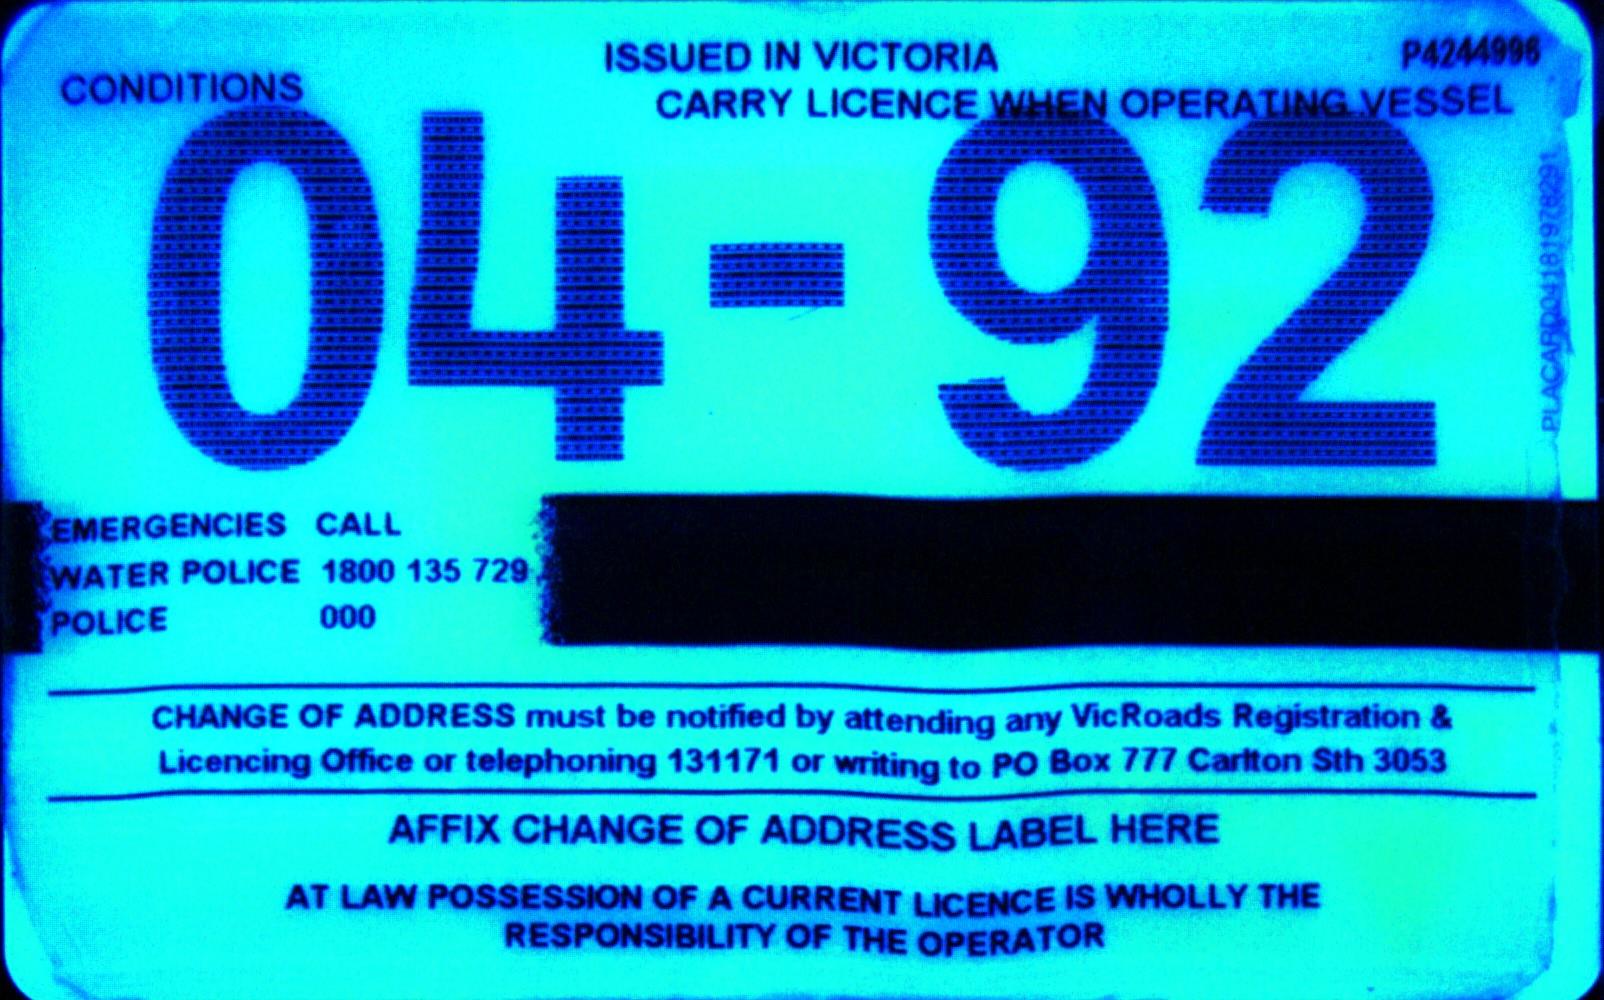 ISSUED IN VICTORIA
P4244996
CONDITIONS
CARRY LICENCE WHEN OPERATING VESSEL
04-92
PLACARD0418197829
EMERGENCIES CALL
WATER POLICE 1800 135 729
POLICE 000
CHANGE OF ADDRESS must be notified by attending any VicRoads Registration &
Licencing Office or telephoning 131171 or writing to PO Box 777 Carlton Sth 3053
AFFIX CHANGE OF ADDRESS LABEL HERE
AT LAW POSSESSION OF A CURRENT LICENCE IS WHOLLY THE
RESPONSIBILITY OF THE OPERATOR